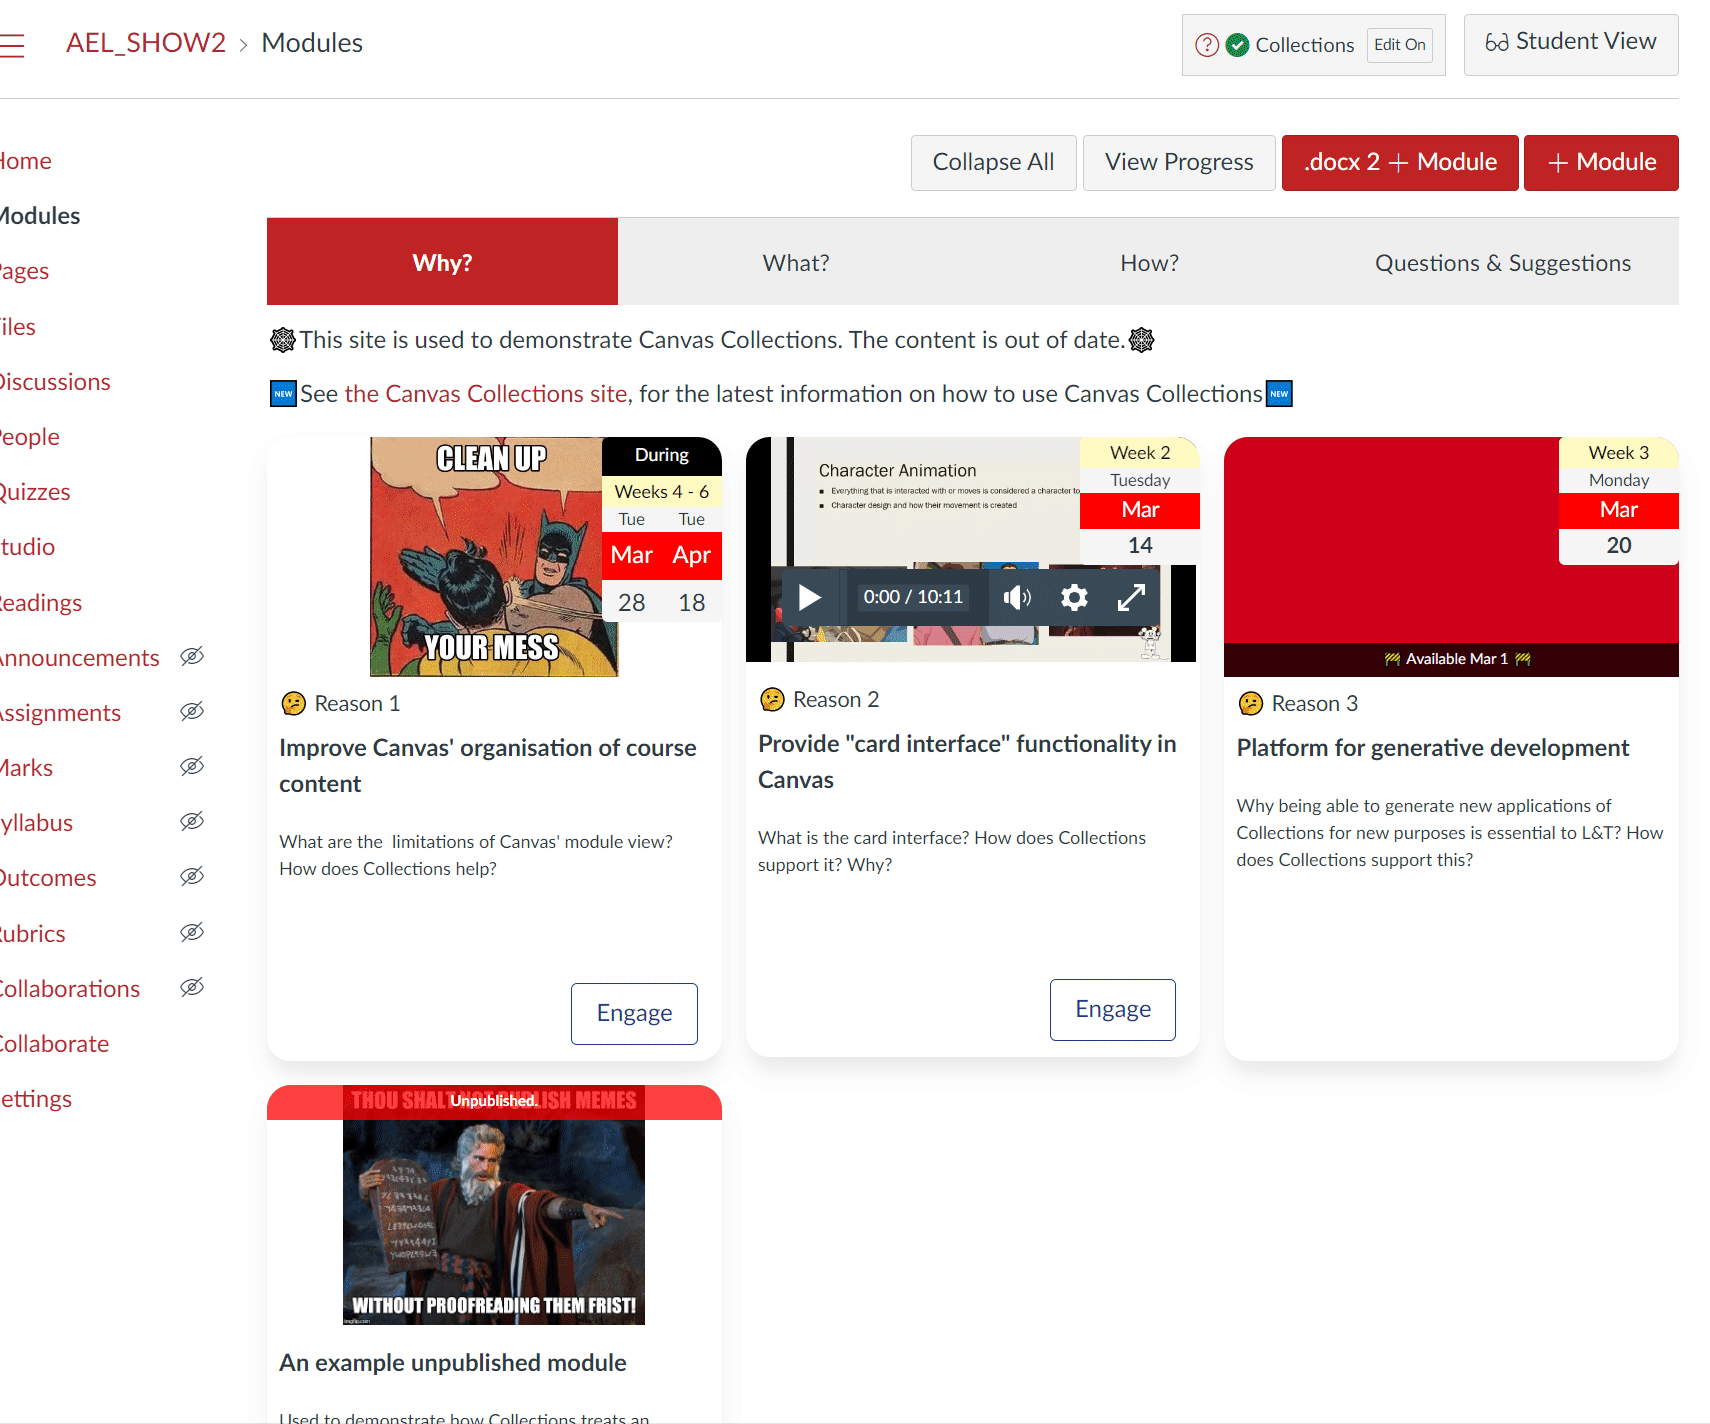 AEL_SHOW2 › Modules
? Collections Edit On
Student View
Home
Modules
Pages
Files
Discussions
People
Quizzes
Studio
Readings
Announcements
Assignments
Marks
Syllabus
Outcomes
Rubrics
Collaborations
Collaborate
Settings
Collapse All
View Progress
.docx 2 + Module
+ Module
Why?
What?
How?
Questions & Suggestions
This site is used to demonstrate Canvas Collections. The content is out of date.
NEW See the Canvas Collections site, for the latest information on how to use Canvas Collections NEW
CLEAN UP
YOUR MESS
During
Weeks 4 - 6
Tue Tue
Mar Apr
28 18
Reason 1
Improve Canvas' organisation of course
content
What are the limitations of Canvas' module view?
How does Collections help?
Engage
Character Animation
Everything that is interacted with or moves is considered a character to
Character design and how their movement is created
0:00 / 10:11
Week 2
Tuesday
Mar
14
Reason 2
Provide "card interface" functionality in
Canvas
What is the card interface? How does Collections
support it? Why?
Engage
Week 3
Monday
Mar
20
Available Mar 1
Reason 3
Platform for generative development
Why being able to generate new applications of
Collections for new purposes is essential to L&T? How
does Collections support this?
THOU SHALT NOT PUBLISH MEMES
Unpublished.
WITHOUT PROOFREADING THEM FRIST!
imgflip.com
An example unpublished module
Used to demonstrate how Collections treats an